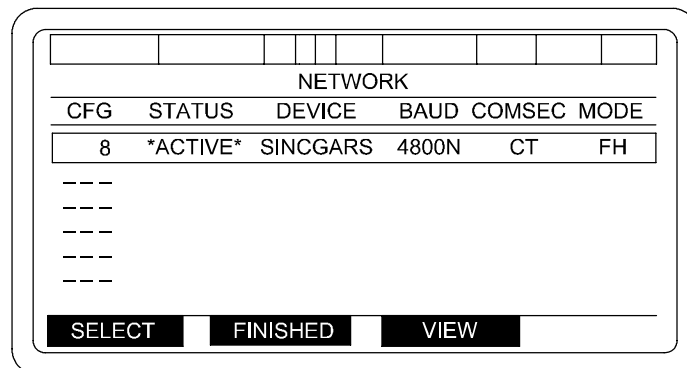 NETWORK
CFG STATUS DEVICE BAUD COMSEC MODE
8 *ACTIVE* SINCGARS 4800N CT FH
---
---
---
---
---
SELECT FINISHED VIEW